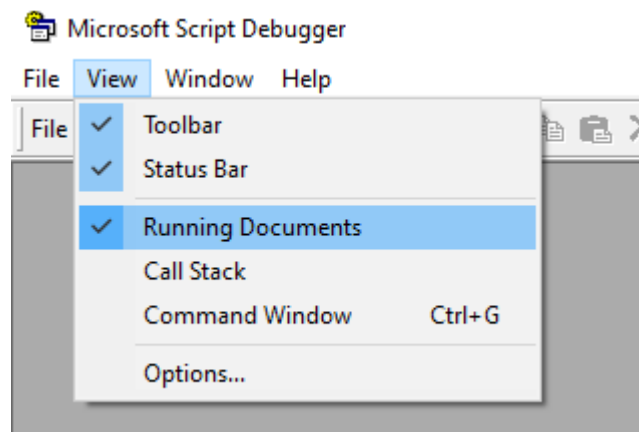 Microsoft Script Debugger
File View Window Help
File
Toolbar
Status Bar
Running Documents
Call Stack
Command Window Ctrl+G
Options...